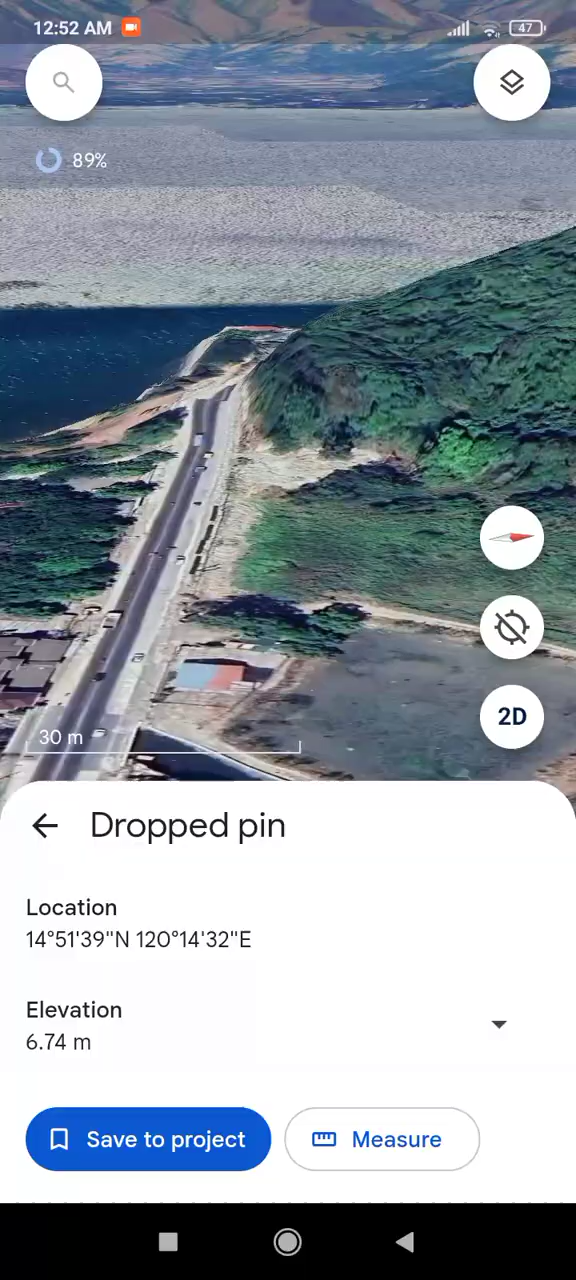 12:52 AM
47
89%
2D
30 m
Dropped pin
Location
14°51'39"N 120°14'32"E
Elevation
6.74 m
Save to project
Measure